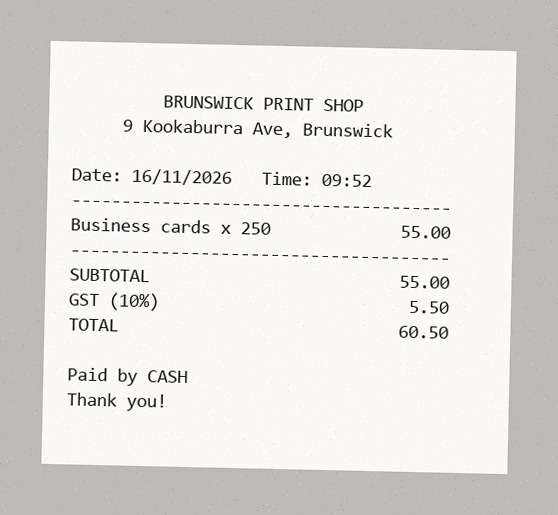 BRUNSWICK PRINT SHOP
9 Kookaburra Ave, Brunswick
Date: 16/11/2026   Time: 09:52
--------------------------------------
Business cards x 250 55.00
--------------------------------------
SUBTOTAL 55.00
GST (10%) 5.50
TOTAL 60.50
Paid by CASH
Thank you!